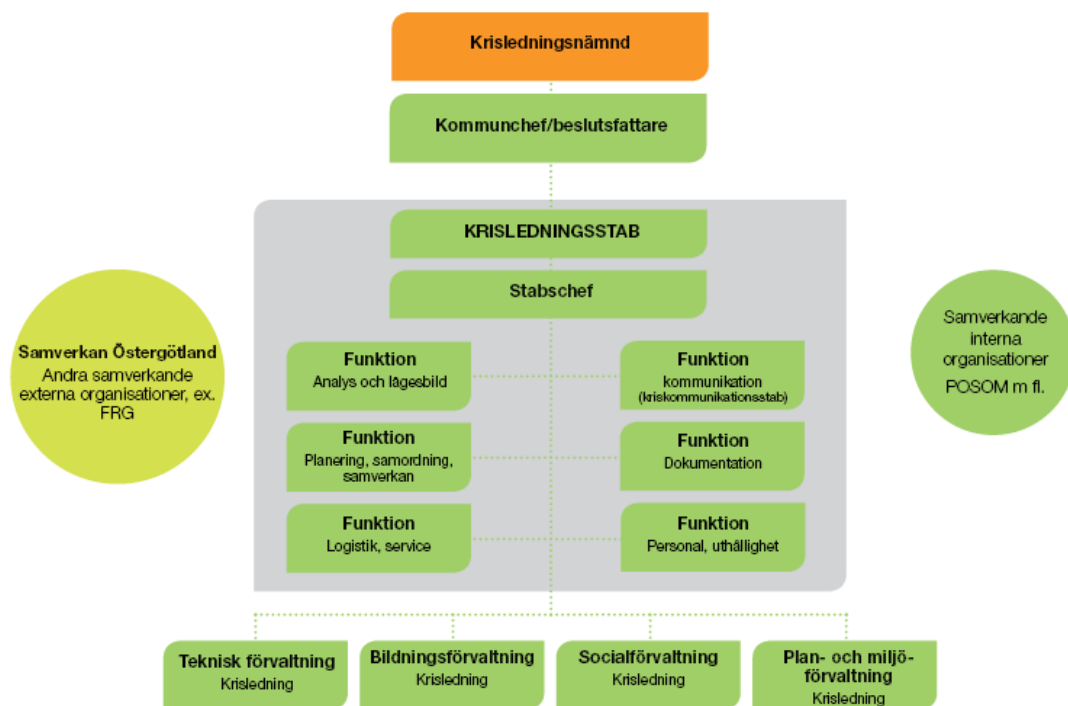 Krisledningsnämnd
Kommunchef/beslutsfattare
KRISLEDNINGSSTAB
Stabschef
Samverkan Östergötland
Andra samverkande
externa organisationer, ex.
FRG
Funktion
Analys och lägesbild
Funktion
kommunikation
(kriskommunikationsstab)
Funktion
Planering, samordning,
samverkan
Funktion
Dokumentation
Funktion
Logistik, service
Funktion
Personal, uthållighet
Samverkande
interna
organisationer
POSOM m fl.
Teknisk förvaltning
Krisledning
Bildningsförvaltning
Krisledning
Socialförvaltning
Krisledning
Plan- och miljö-
förvaltning
Krisledning